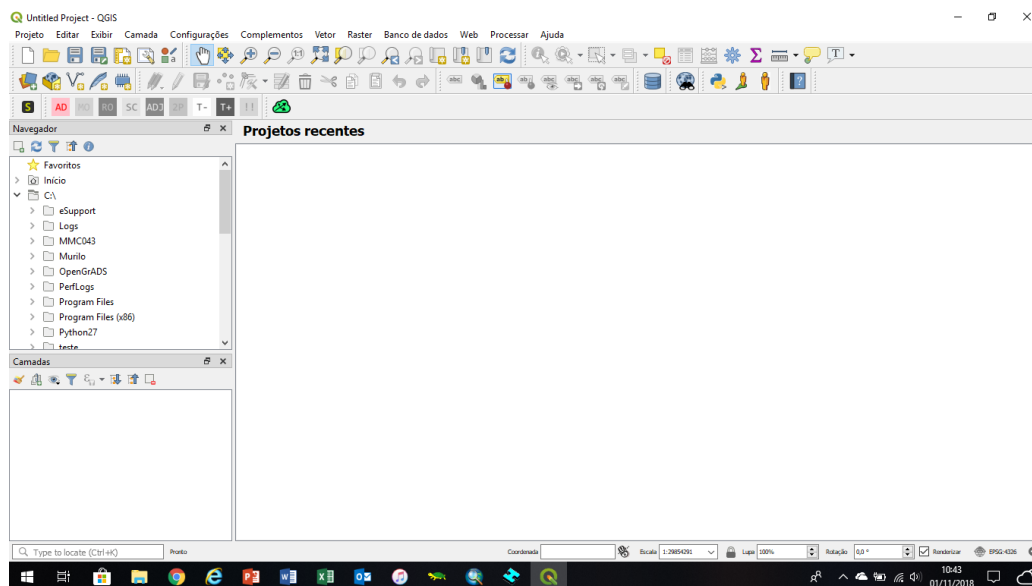 Untitled Project - QGIS
Projeto Editar Exibir Camada Configurações Complementos Vetor Raster Banco de dados Web Processar Ajuda
S AD MD RO SC ADJ 2P T- T+ !!
Navegador
Projetos recentes
Favoritos
Início
C:\
eSupport
Logs
MMC043
Murilo
OpenGrADS
PerfLogs
Program Files
Program Files (x86)
Python27
teste
Camadas
Type to locate (Ctrl+K) Pronto Coordenada Escala 1:29854291 Lupa 100% Rotação 0,0 ° Renderizar EPSG:4326
10:43
01/11/2018